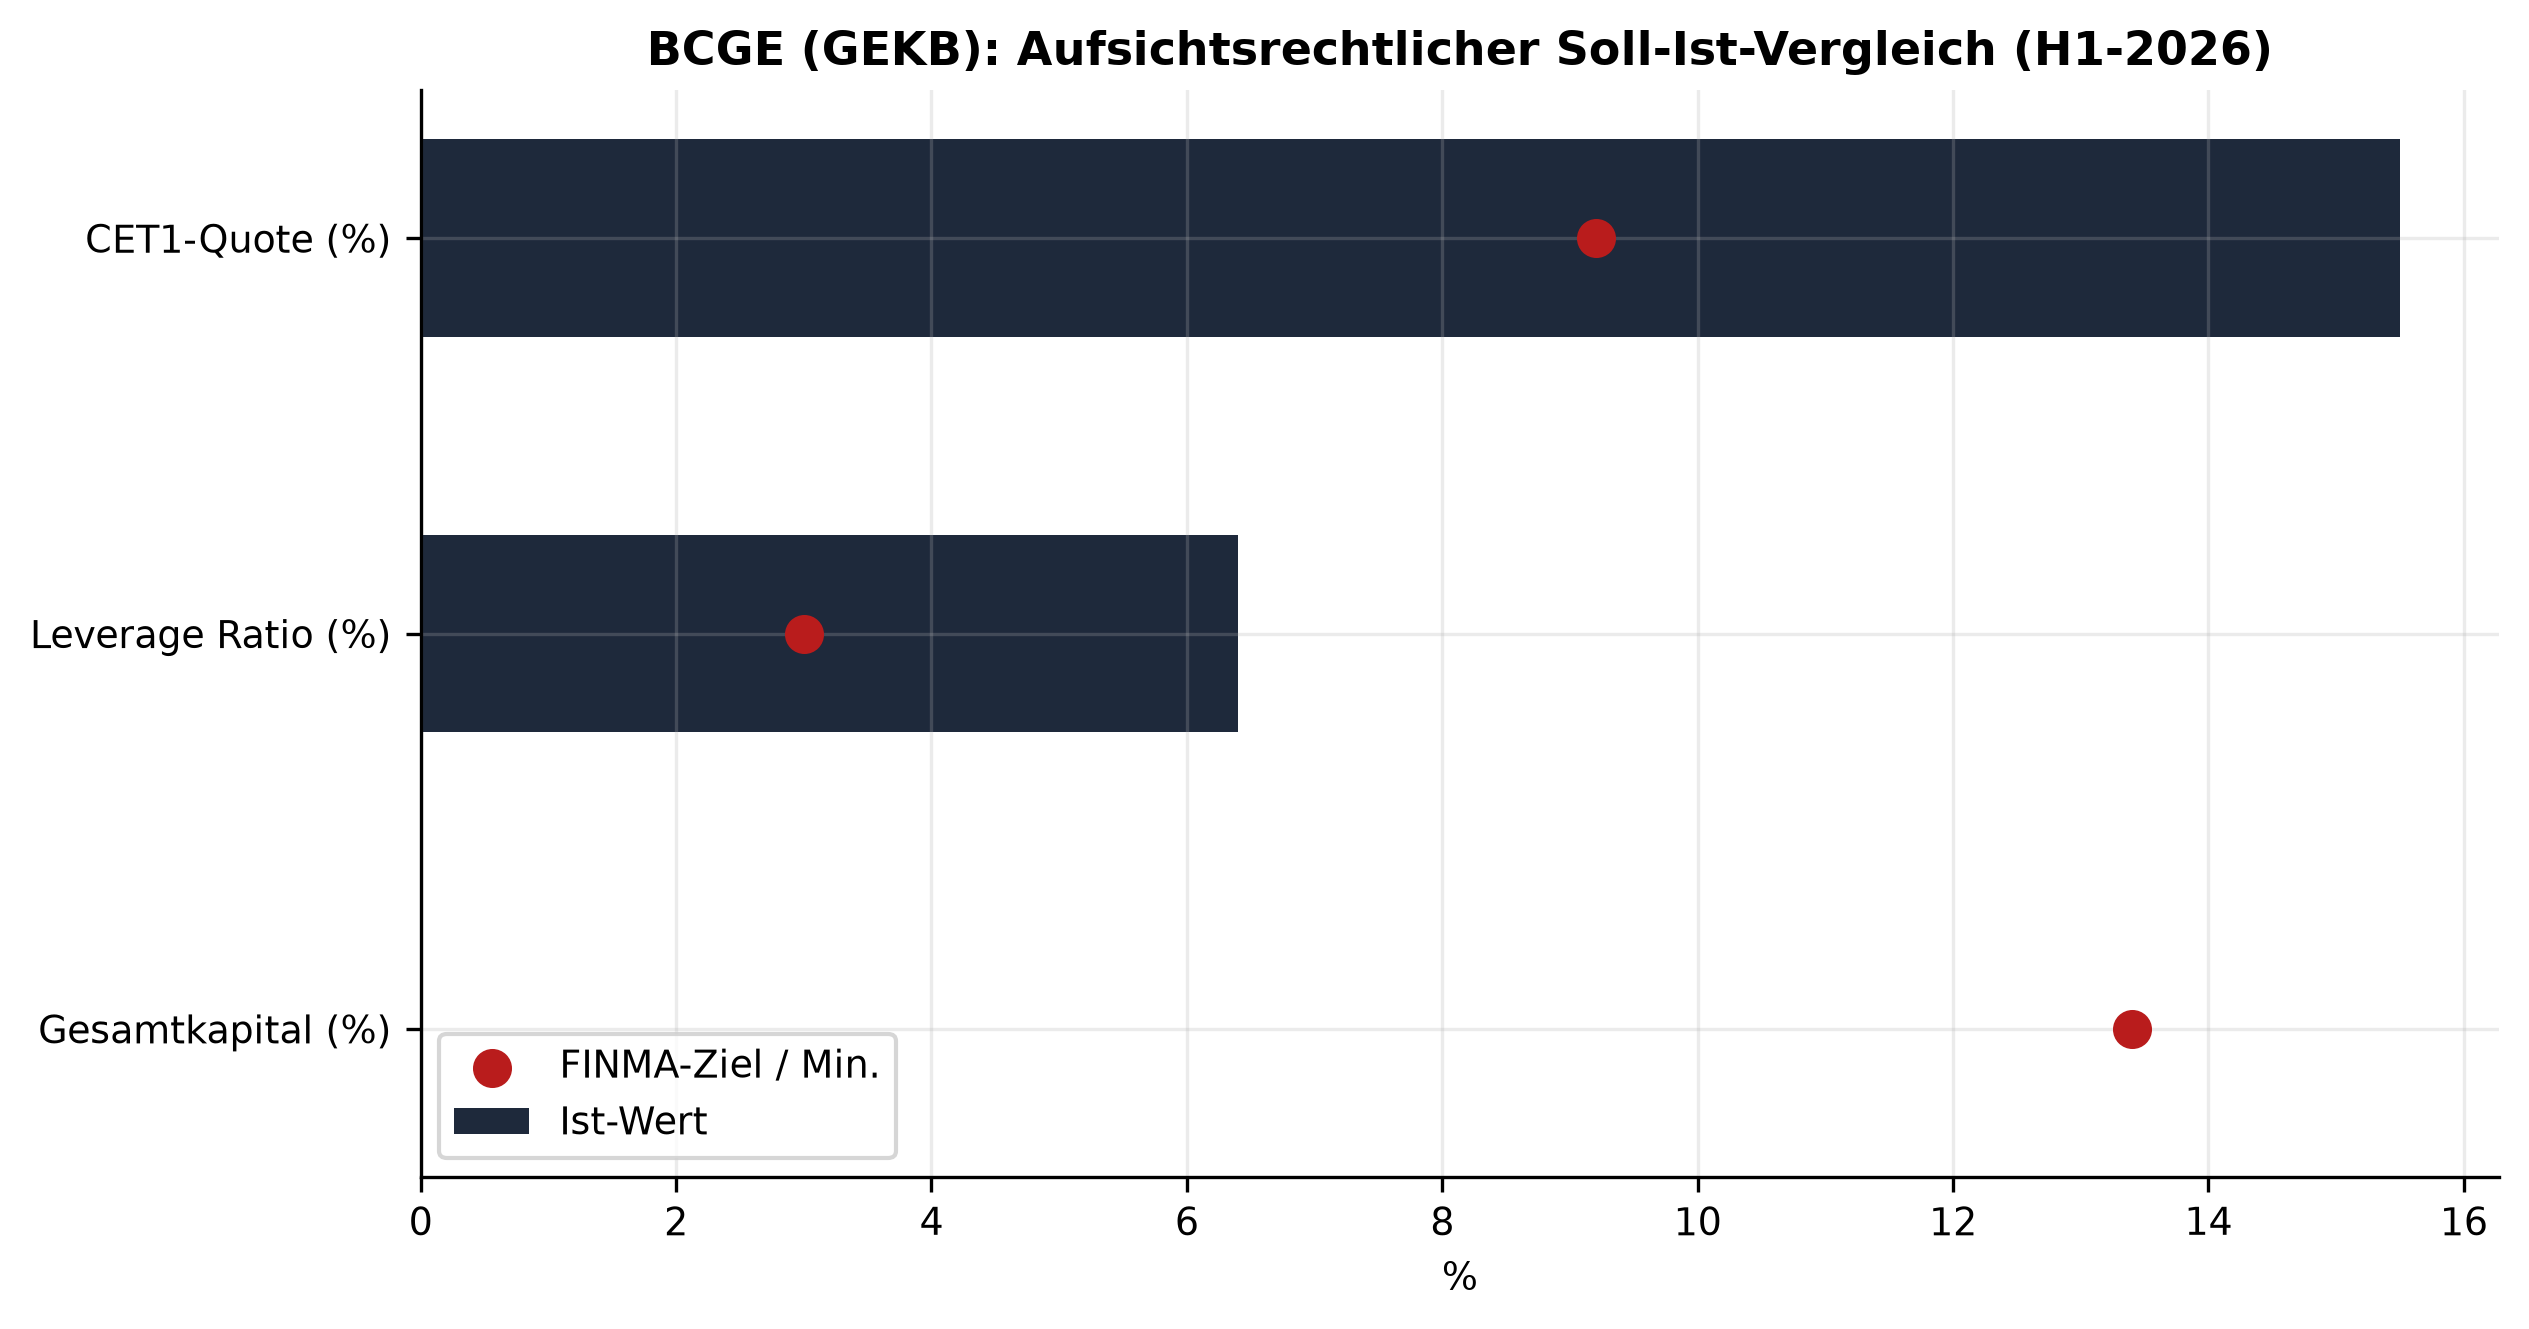 BCGE (GEKB): Aufsichtsrechtlicher Soll-Ist-Vergleich (H1-2026)
CET1-Quote (%)
Leverage Ratio (%)
Gesamtkapital (%)
FINMA-Ziel / Min.
Ist-Wert
0 2 4 6 8 10 12 14 16
%